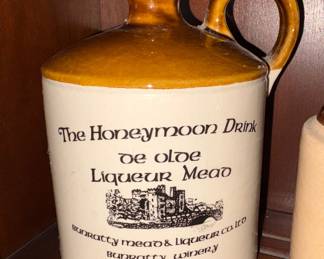 The Honeymoon Drink
de olde
Liqueur Mead
Bunratty mead & Liqueur co. ltd
Bunratty winery